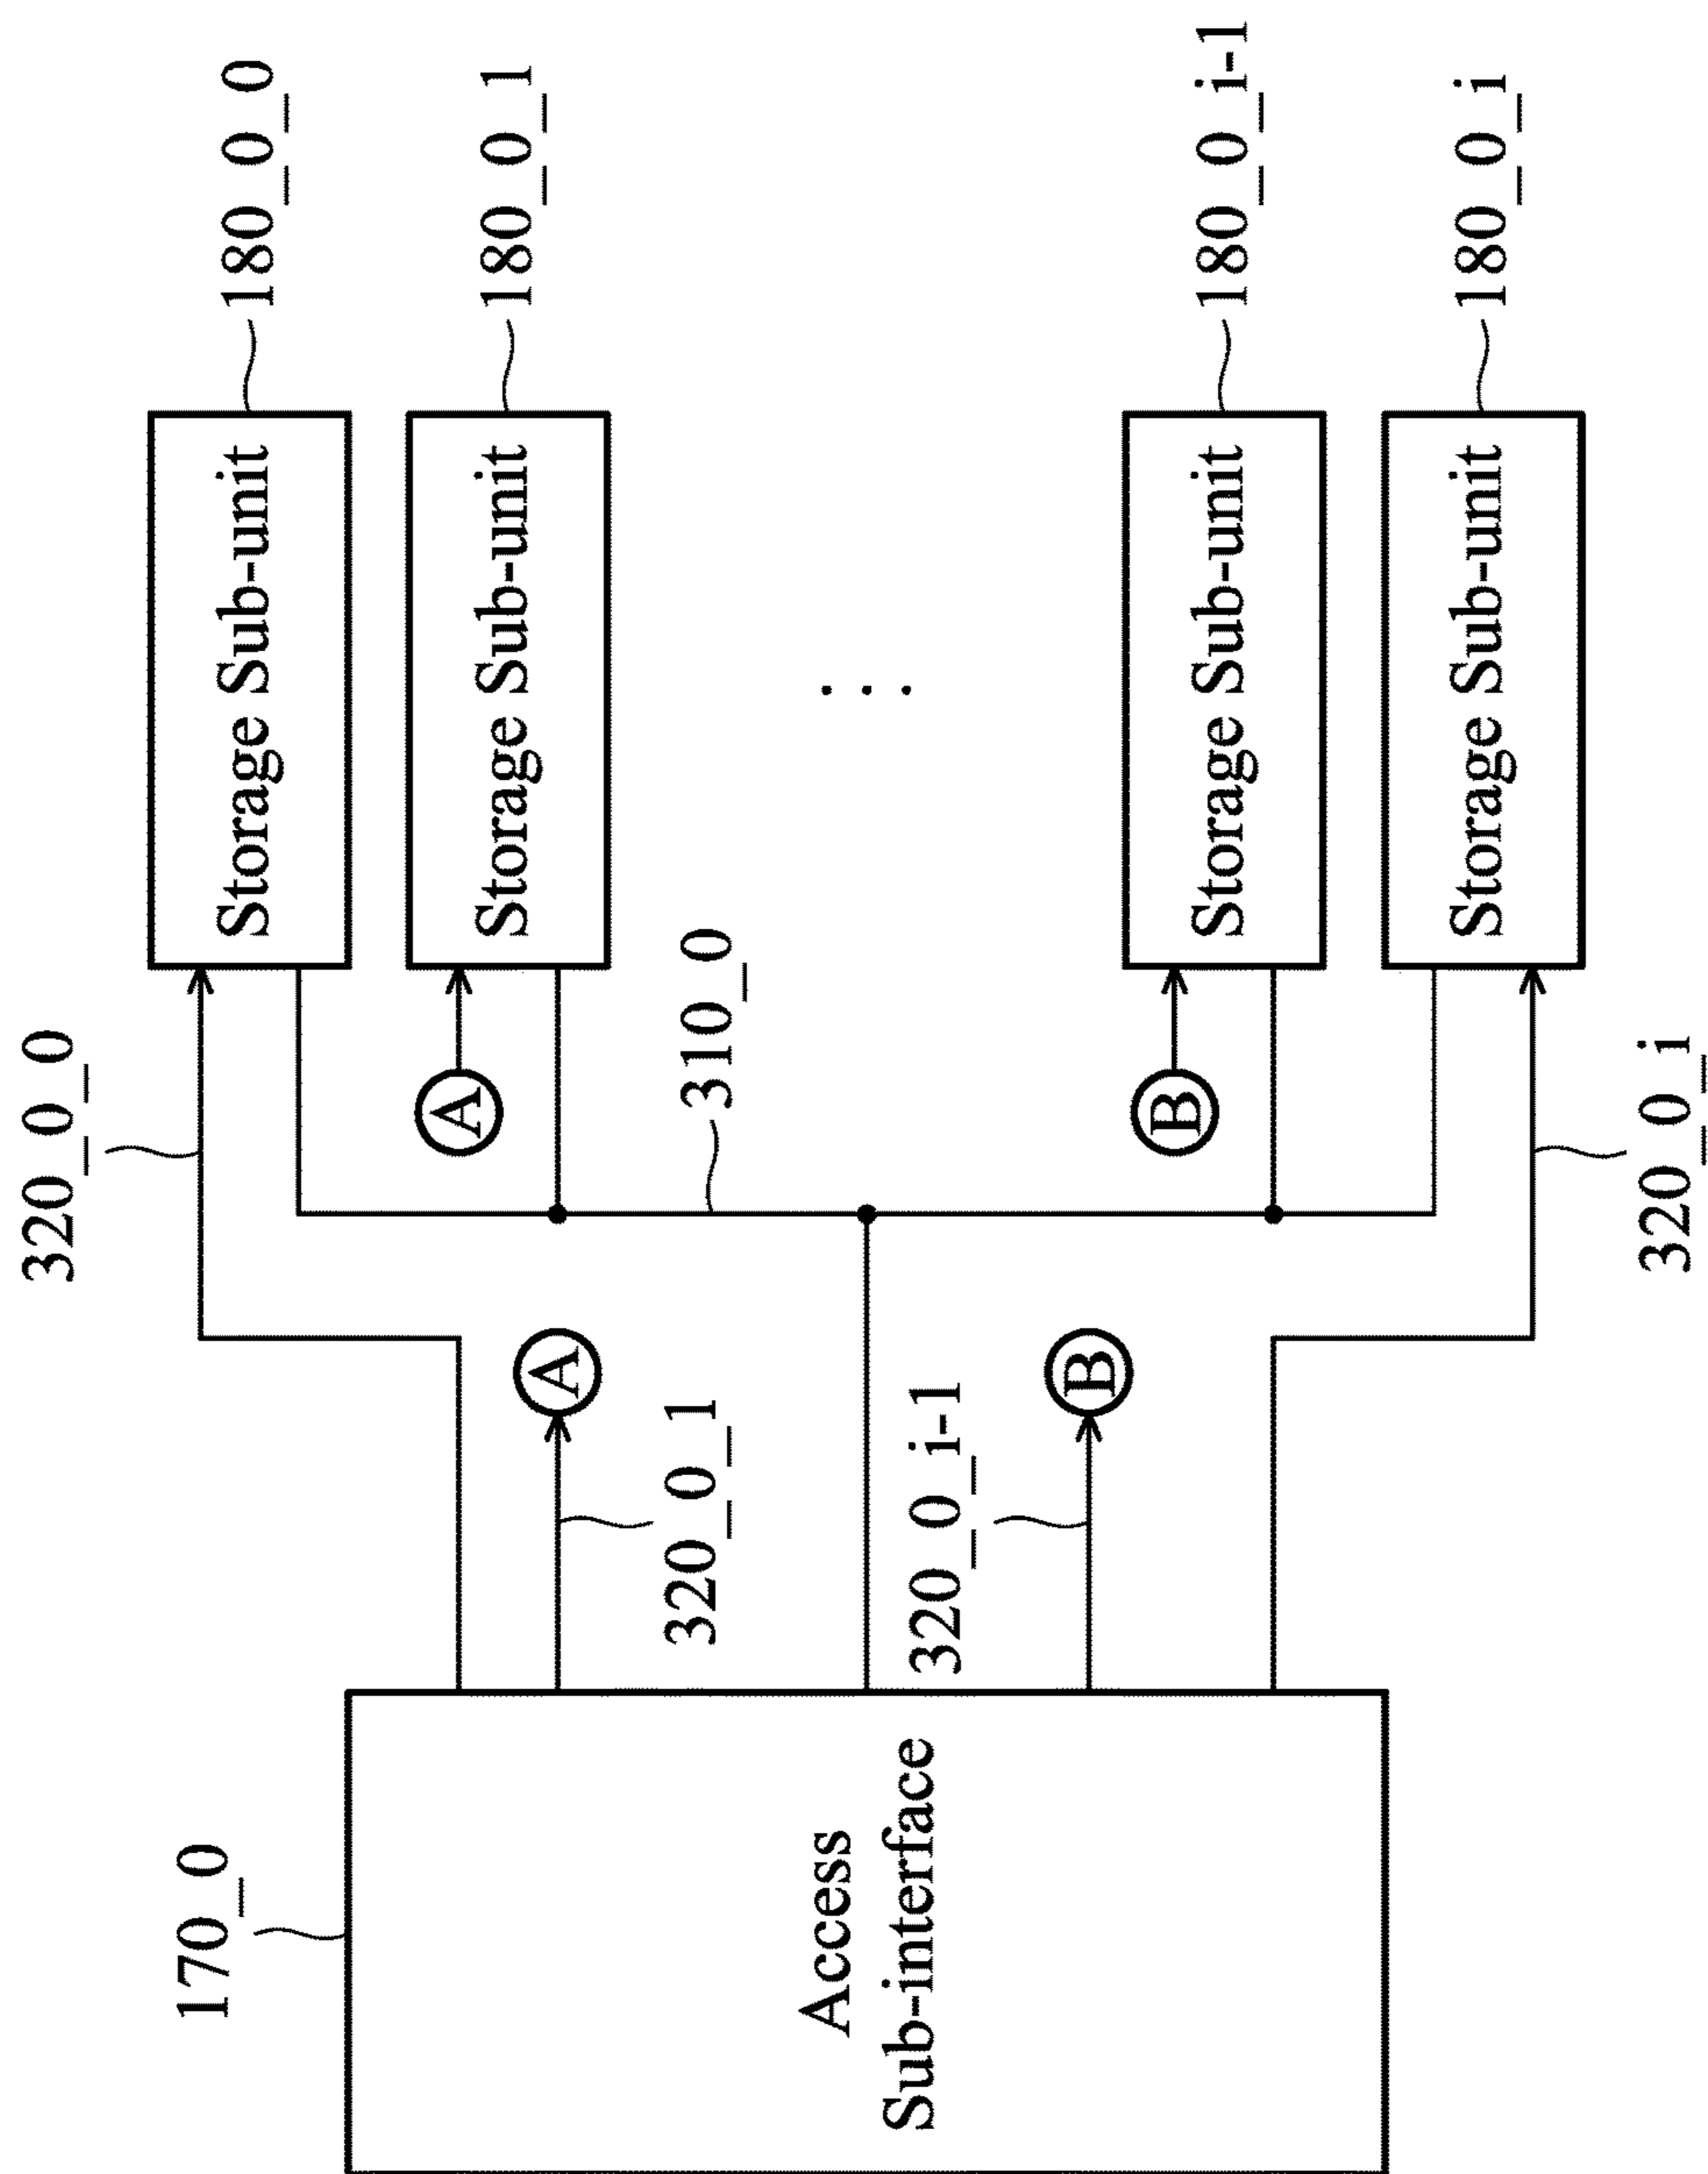 170_0
Access
Sub-interface
320_0_0
320_0_1
A
320_0_i-1
B
320_0_i
310_0
A
B
Storage Sub-unit
180_0_0
Storage Sub-unit
180_0_1
. . .
Storage Sub-unit
180_0_i-1
Storage Sub-unit
180_0_i